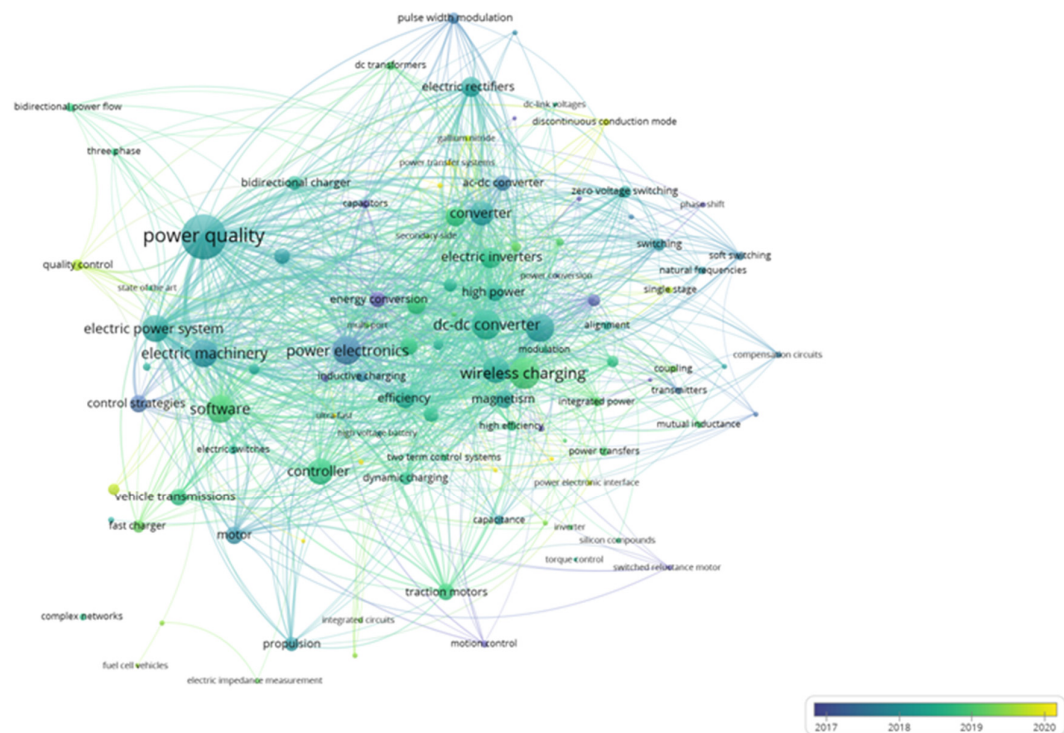 pulse width modulation
dc transformers
electric rectifiers
bidirectional power flow
dc-link voltages
discontinuous conduction mode
gallium nitride
three phase
power transfer systems
bidirectional charger
ac-dc converter
zero voltage switching
capacitors
phase shift
converter
power quality
secondary side
switching
electric inverters
soft switching
quality control
natural frequencies
power conversion
state of the art
high power
single stage
energy conversion
electric power system
multi-port
dc-dc converter
alignment
electric machinery
power electronics
modulation
compensation circuits
wireless charging
coupling
inductive charging
transmitters
control strategies
efficiency
magnetism
integrated power
software
ultra-fast
high efficiency
mutual inductance
high voltage battery
electric switches
power transfers
two term control systems
controller
dynamic charging
power electronic interface
vehicle transmissions
fast charger
capacitance
inverter
motor
silicon compounds
torque control
switched reluctance motor
traction motors
complex networks
integrated circuits
propulsion
motion control
fuel cell vehicles
electric impedance measurement
2017 2018 2019 2020